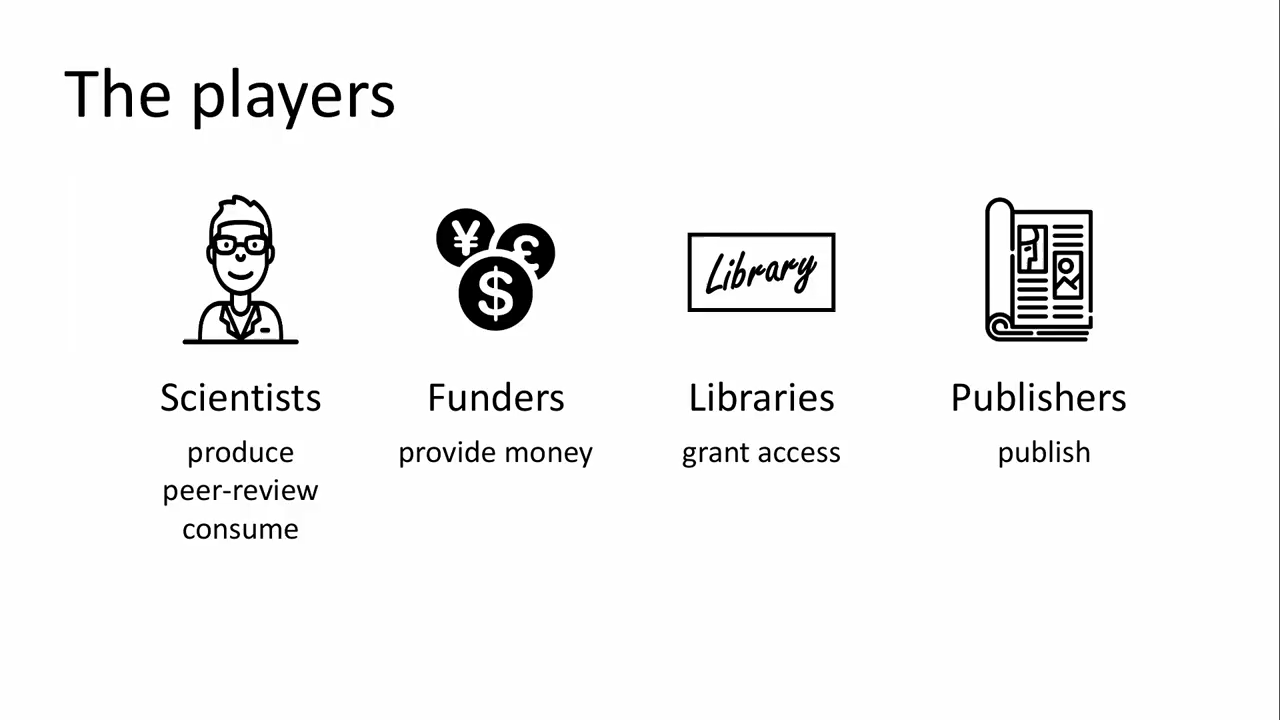 The players
¥ £ $
Library
Scientists
produce
peer-review
consume
Funders
provide money
Libraries
grant access
Publishers
publish